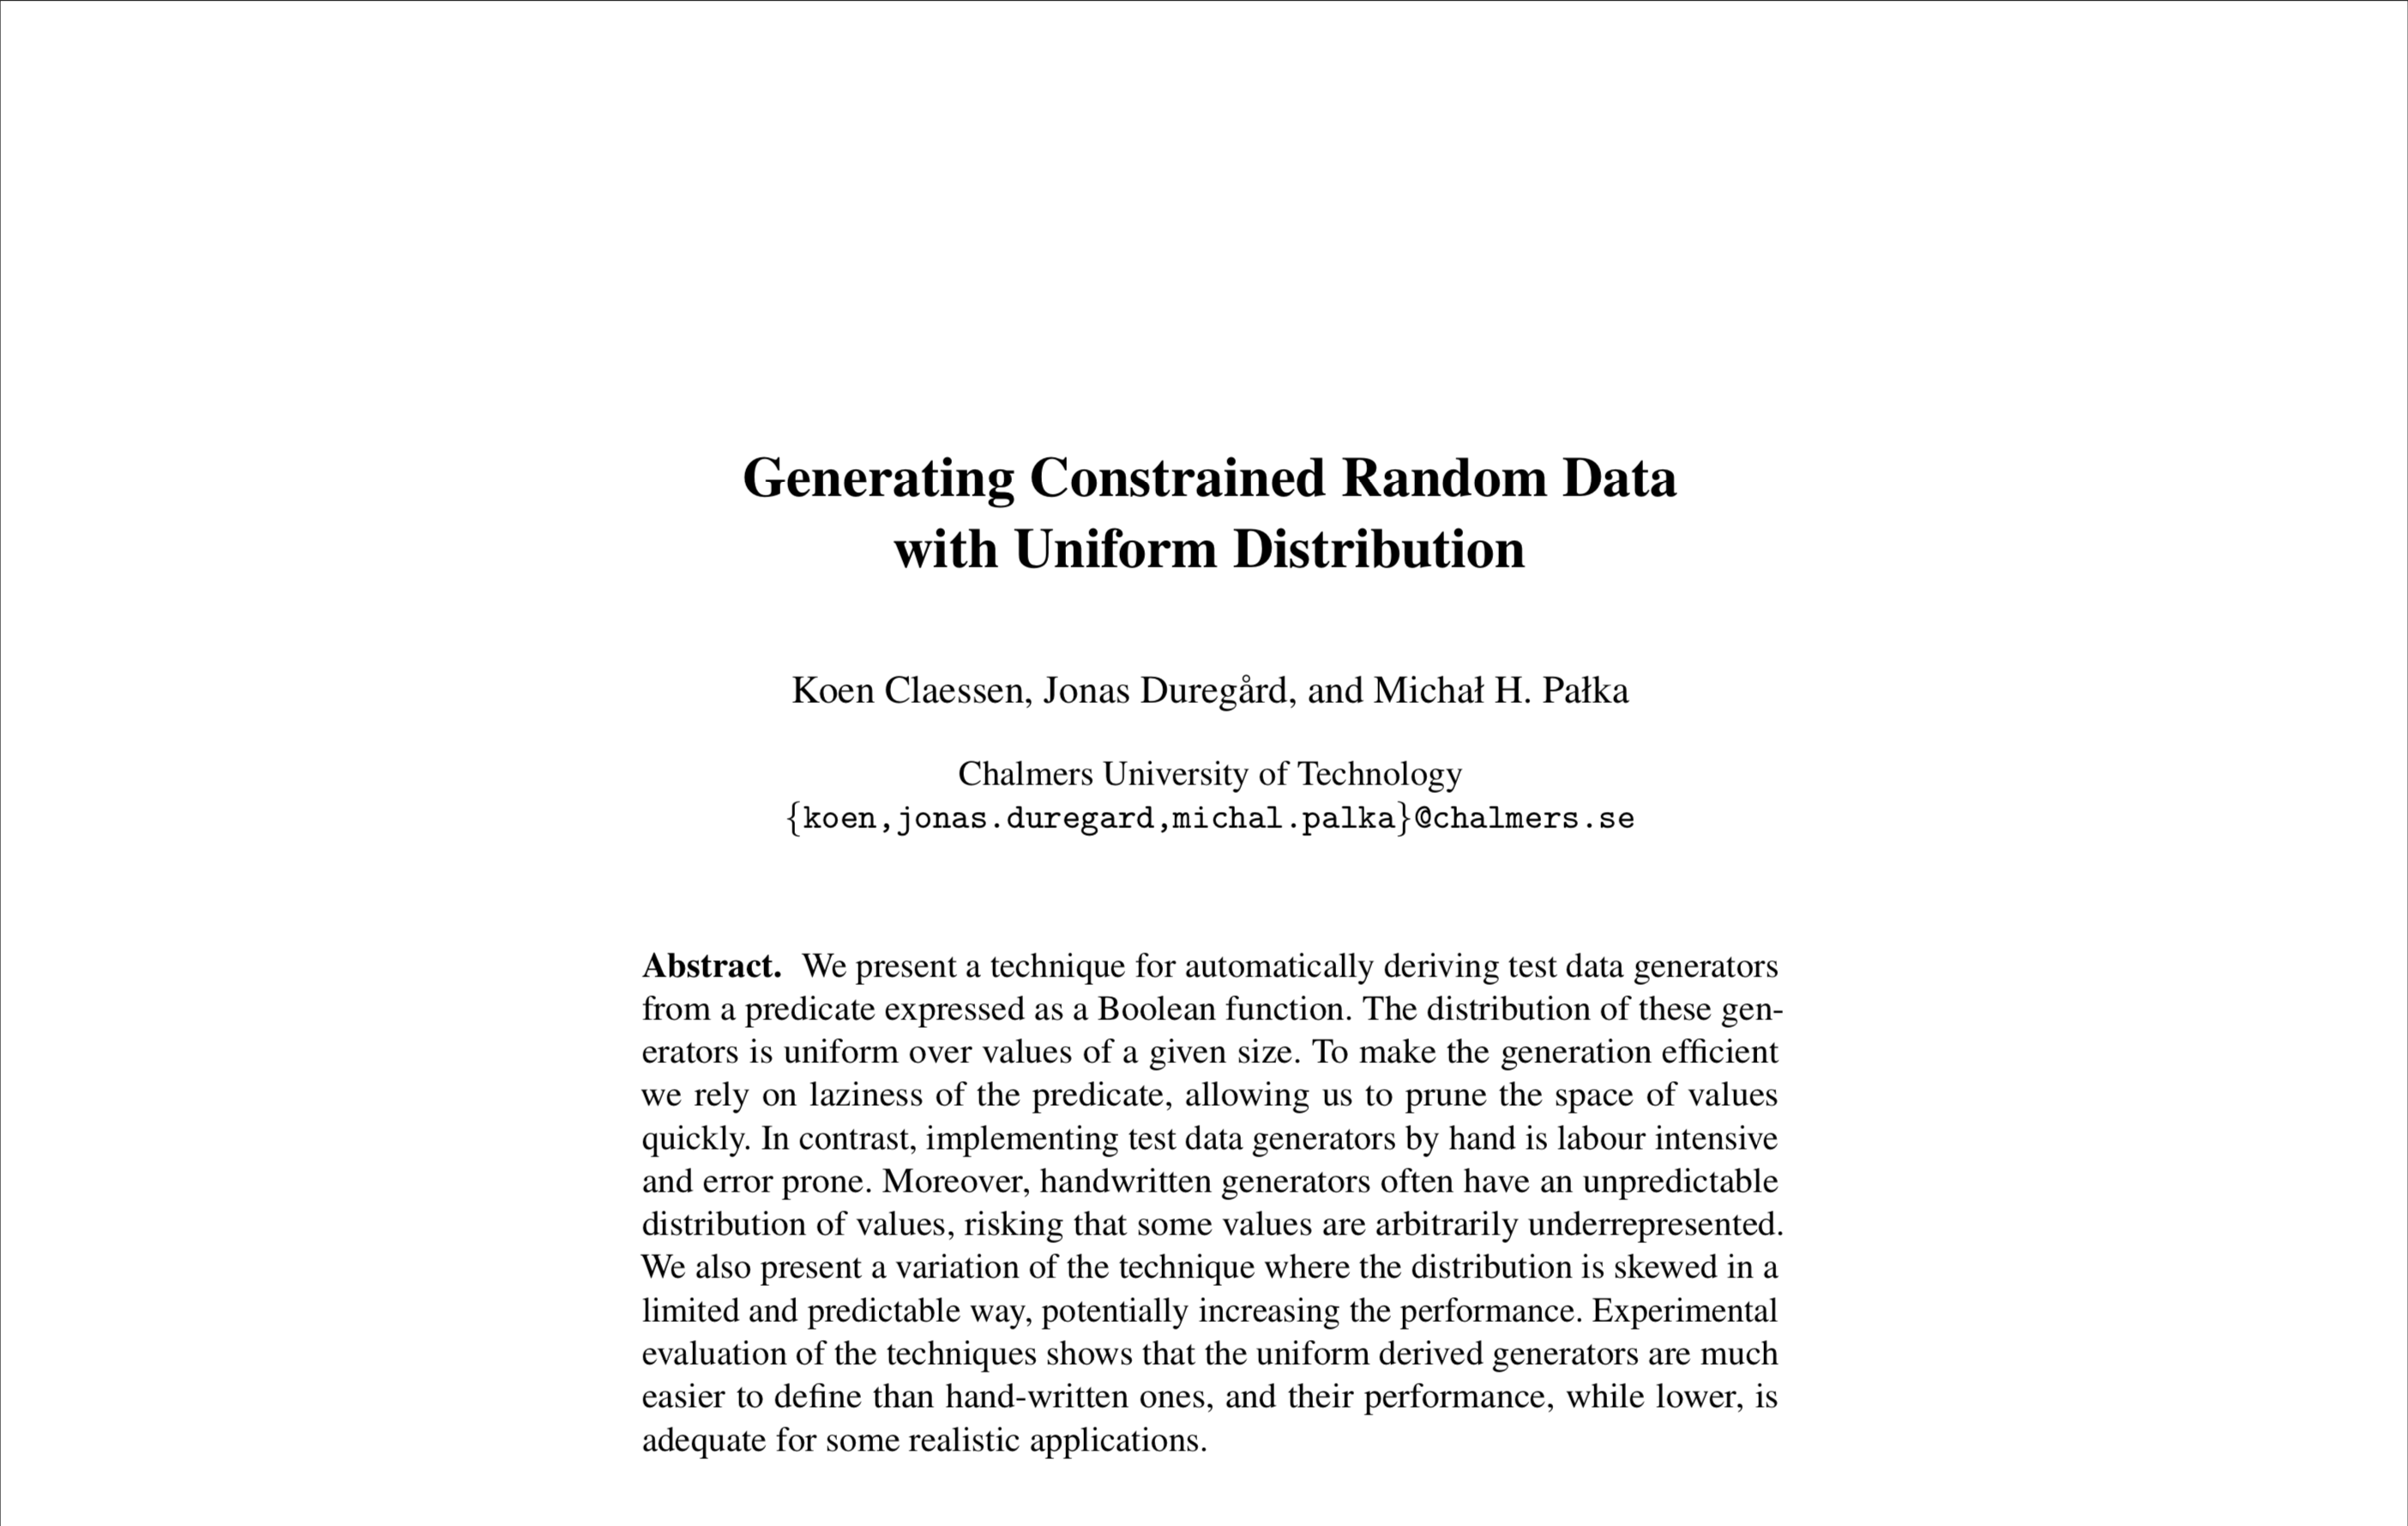 Generating Constrained Random Data
with Uniform Distribution
Koen Claessen, Jonas Duregård, and Michał H. Pałka
Chalmers University of Technology
{koen,jonas.duregard,michal.palka}@chalmers.se
Abstract. We present a technique for automatically deriving test data generators
from a predicate expressed as a Boolean function. The distribution of these gen-
erators is uniform over values of a given size. To make the generation efficient
we rely on laziness of the predicate, allowing us to prune the space of values
quickly. In contrast, implementing test data generators by hand is labour intensive
and error prone. Moreover, handwritten generators often have an unpredictable
distribution of values, risking that some values are arbitrarily underrepresented.
We also present a variation of the technique where the distribution is skewed in a
limited and predictable way, potentially increasing the performance. Experimental
evaluation of the techniques shows that the uniform derived generators are much
easier to define than hand-written ones, and their performance, while lower, is
adequate for some realistic applications.